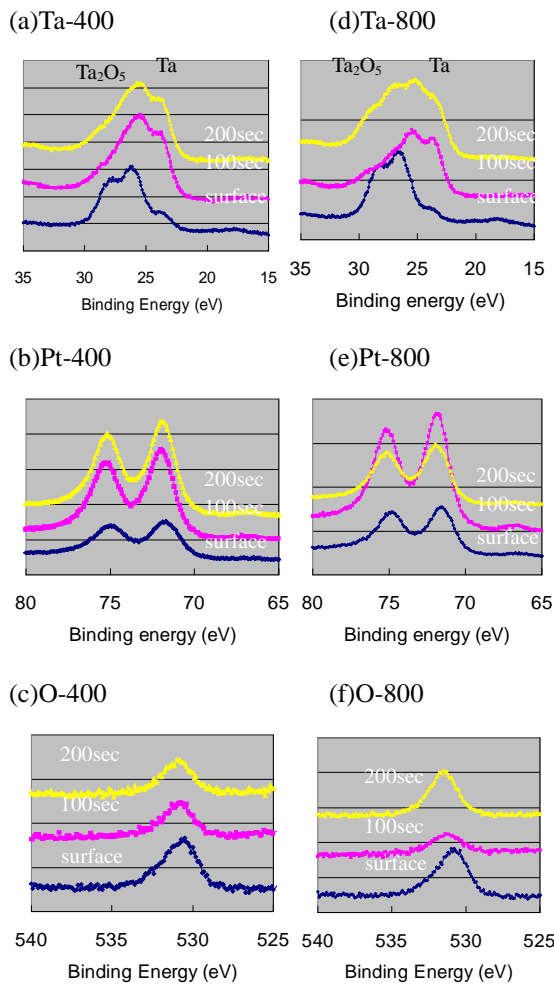 (a)Ta-400
Ta₂O₅ Ta
200sec
100sec
surface
35 30 25 20 15
Binding Energy (eV)
(d)Ta-800
Ta₂O₅ Ta
200sec
100sec
surface
35 30 25 20 15
Binding energy (eV)
(b)Pt-400
200sec
100sec
surface
80 75 70 65
Binding energy (eV)
(e)Pt-800
200sec
100sec
surface
80 75 70 65
Binding energy (eV)
(c)O-400
200sec
100sec
surface
540 535 530 525
Binding Energy (eV)
(f)O-800
200sec
100sec
surface
540 535 530 525
Binding energy (eV)